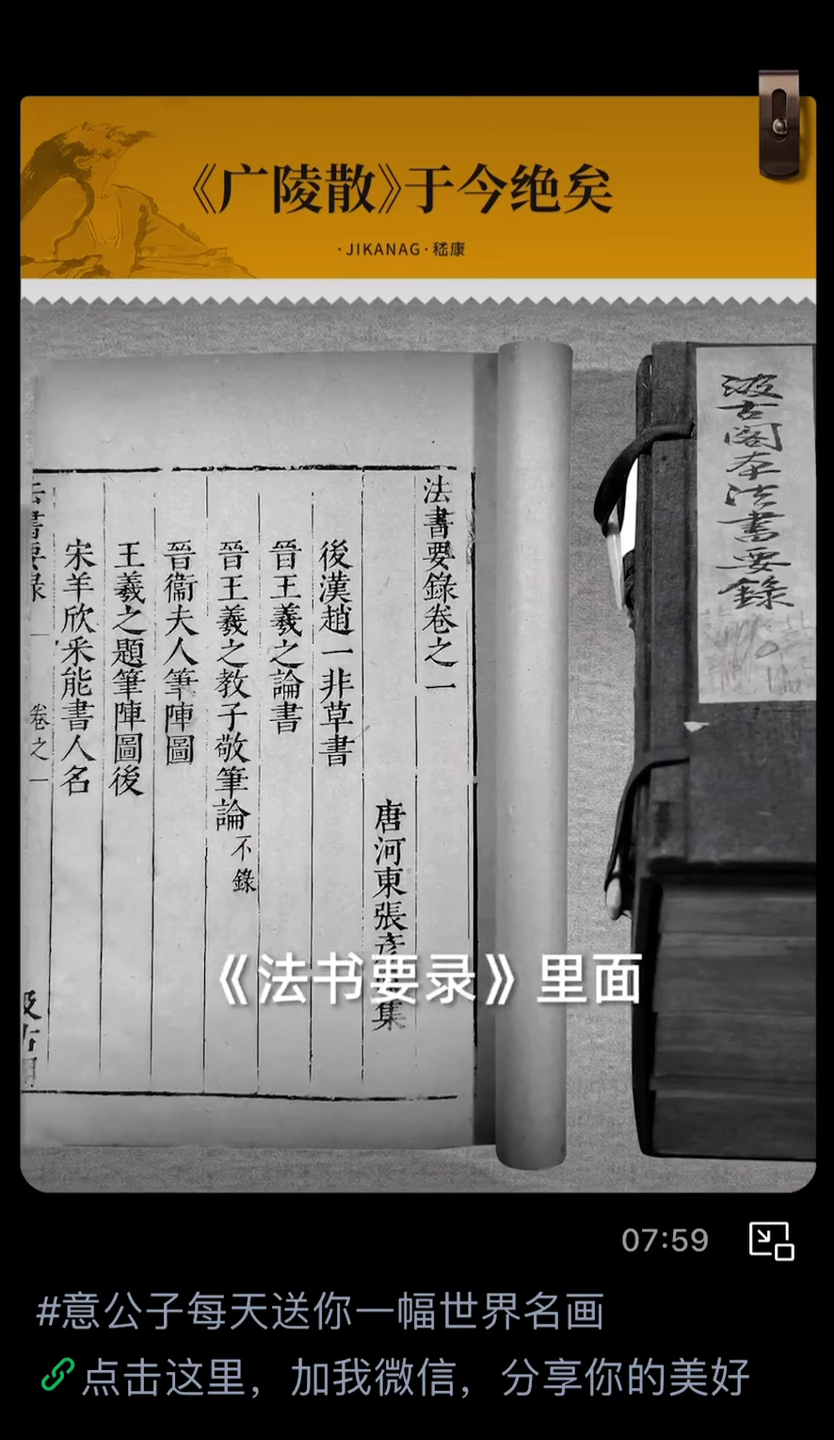 《广陵散》于今绝矣
·JIKANAG·嵇康
法書要錄卷之一
唐河東張彥集
後漢趙一非草書
晉王羲之論書
晉王羲之教子敬筆論不錄
晉衞夫人筆陣圖
王羲之題筆陣圖後
宋羊欣采能書人名
法書要録
卷之一
汲古閣本法書要錄
《法书要录》里面
07:59
#意公子每天送你一幅世界名画
点击这里，加我微信，分享你的美好